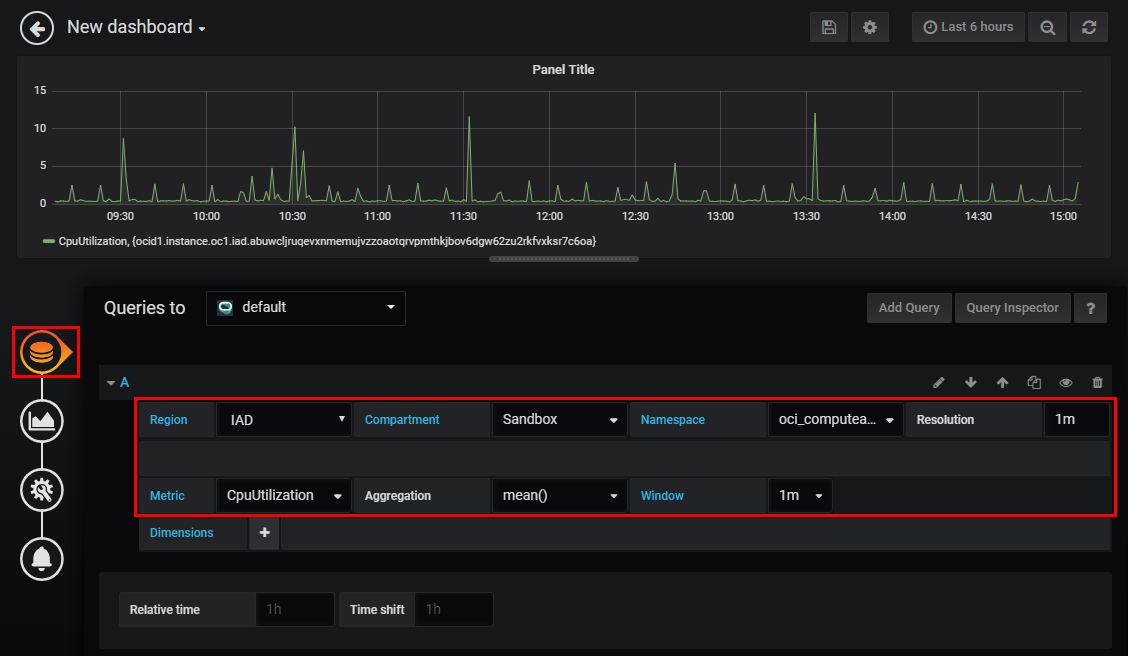 New dashboard
Last 6 hours
Panel Title
15
10
5
0
09:30 10:00 10:30 11:00 11:30 12:00 12:30 13:00 13:30 14:00 14:30 15:00
CpuUtilization, {ocid1.instance.oc1.iad.abuwcljruqevxnmemujvzzoaotqrvpmthkjbov6dgw62zu2rkfvxksr7c6oa}
Queries to default Add Query Query Inspector ?
A
Region IAD Compartment Sandbox Namespace oci_computea... Resolution 1m
Metric CpuUtilization Aggregation mean() Window 1m
Dimensions +
Relative time 1h Time shift 1h